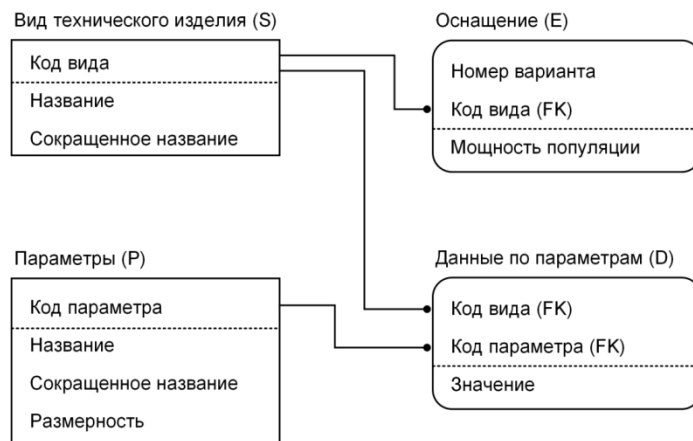 Вид технического изделия (S)
Код вида
Название
Сокращенное название
Оснащение (E)
Номер варианта
Код вида (FK)
Мощность популяции
Параметры (P)
Код параметра
Название
Сокращенное название
Размерность
Данные по параметрам (D)
Код вида (FK)
Код параметра (FK)
Значение